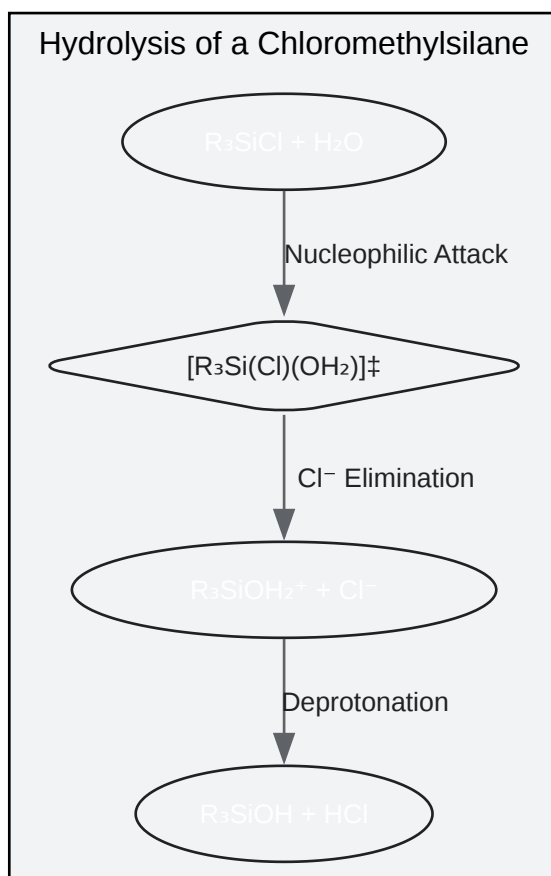 Hydrolysis of a Chloromethylsilane
R₃SiCl + H₂O
Nucleophilic Attack
[R₃Si(Cl)(OH₂)]‡
Cl⁻ Elimination
R₃SiOH₂⁺ + Cl⁻
Deprotonation
R₃SiOH + HCl